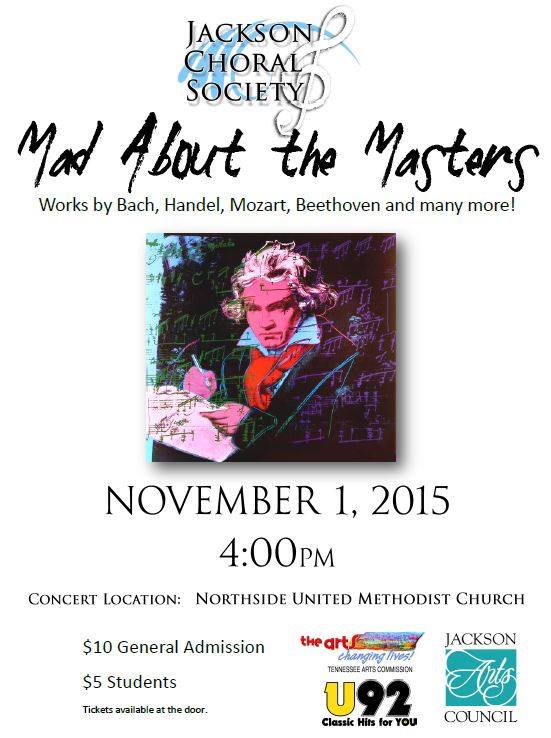 JACKSON
CHORAL
SOCIETY
Mad About the Masters
Works by Bach, Handel, Mozart, Beethoven and many more!
NOVEMBER 1, 2015
4:00PM
CONCERT LOCATION: NORTHSIDE UNITED METHODIST CHURCH
$10 General Admission
$5 Students
Tickets available at the door.
the arts
changing lives!
TENNESSEE ARTS COMMISSION
U92
Classic Hits for YOU
JACKSON
Arts
COUNCIL